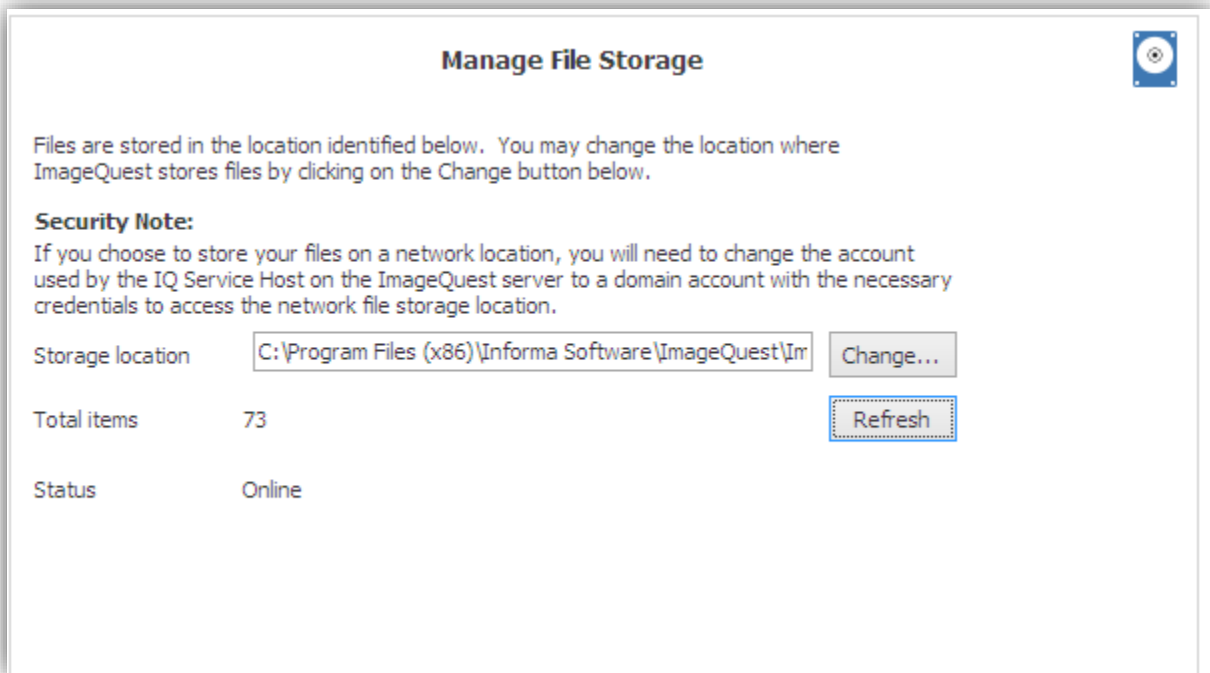 Manage File Storage
Files are stored in the location identified below.  You may change the location where
ImageQuest stores files by clicking on the Change button below.
Security Note:
If you choose to store your files on a network location, you will need to change the account
used by the IQ Service Host on the ImageQuest server to a domain account with the necessary
credentials to access the network file storage location.
Storage location C:\Program Files (x86)\Informa Software\ImageQuest\Im Change...
Total items 73 Refresh
Status Online